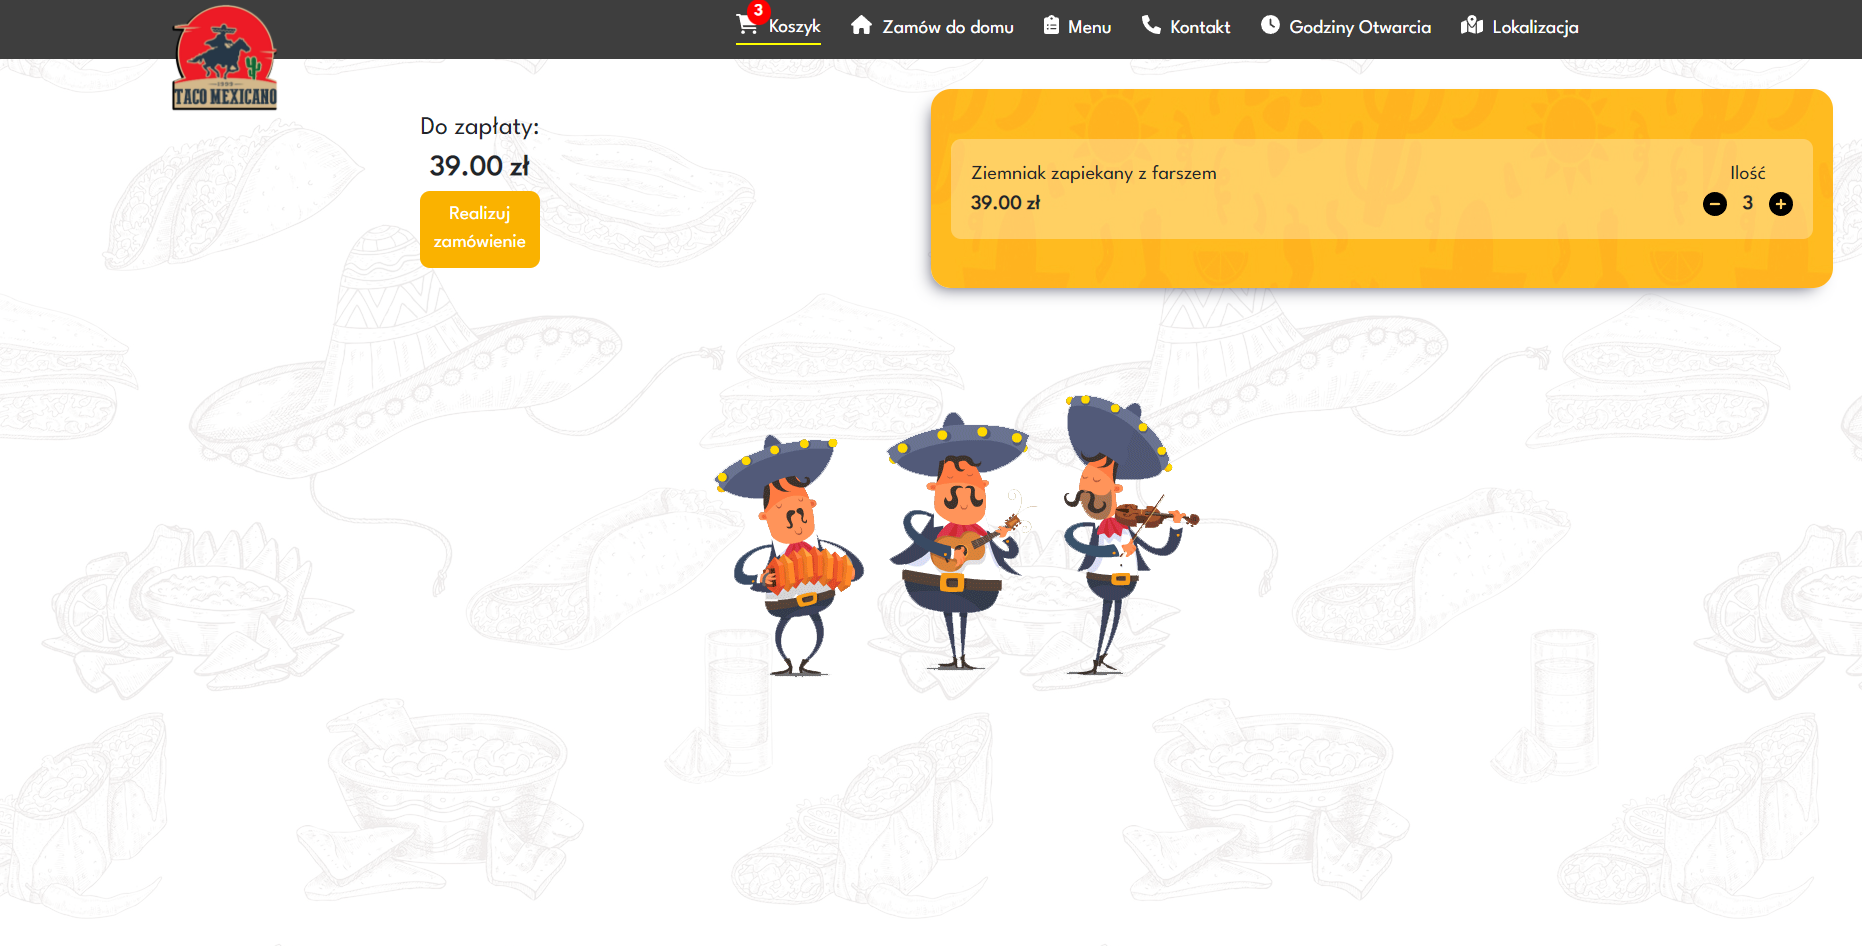 3
Koszyk
Zamów do domu
Menu
Kontakt
Godziny Otwarcia
Lokalizacja
TACO MEXICANO
Do zapłaty:
39.00 zł
Realizuj
zamówienie
Ziemniak zapiekany z farszem
39.00 zł
Ilość
3